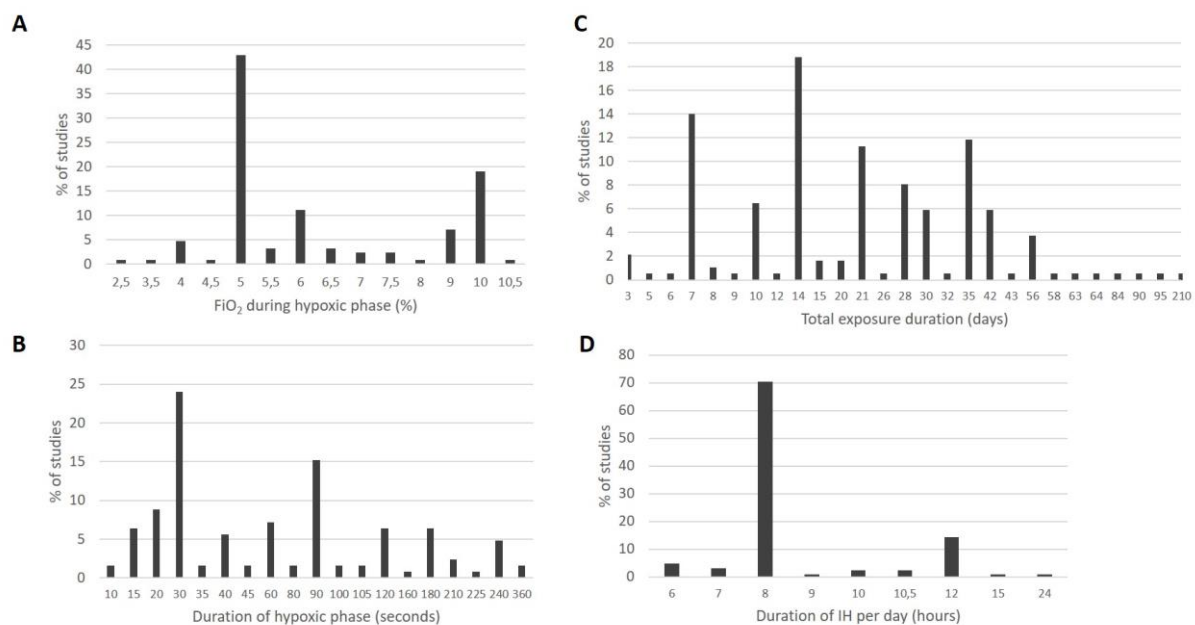 A
% of studies
45
40
35
30
25
20
15
10
5
0
2,5 3,5 4 4,5 5 5,5 6 6,5 7 7,5 8 9 10 10,5
FiO₂ during hypoxic phase (%)
B
% of studies
30
25
20
15
10
5
0
10 15 20 30 35 40 45 60 80 90 100 105 120 160 180 210 225 240 360
Duration of hypoxic phase (seconds)
C
% of studies
20
18
16
14
12
10
8
6
4
2
0
3 5 6 7 8 9 10 12 14 15 20 21 26 28 30 32 35 42 43 56 58 63 64 84 90 95 210
Total exposure duration (days)
D
% of studies
80
70
60
50
40
30
20
10
0
6 7 8 9 10 10,5 12 15 24
Duration of IH per day (hours)